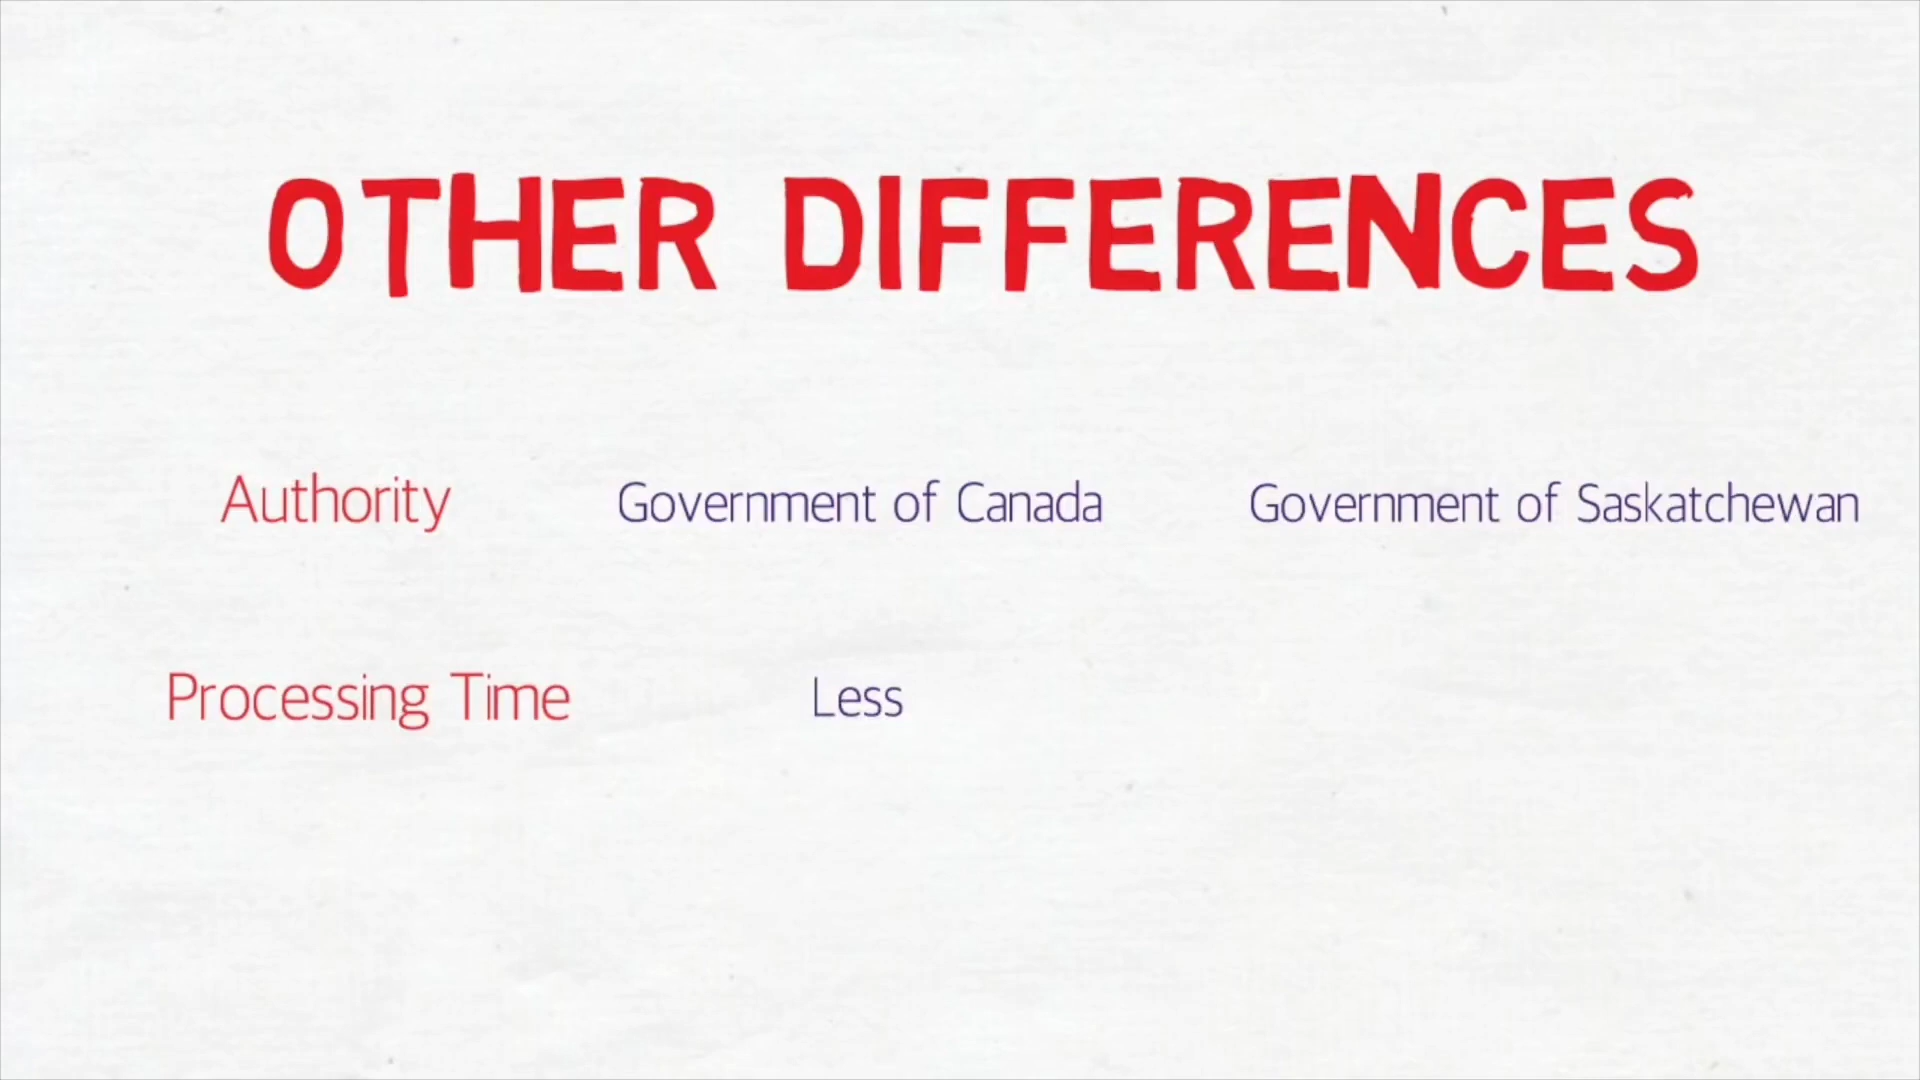 OTHER DIFFERENCES
Authority Government of Canada Government of Saskatchewan
Processing Time Less